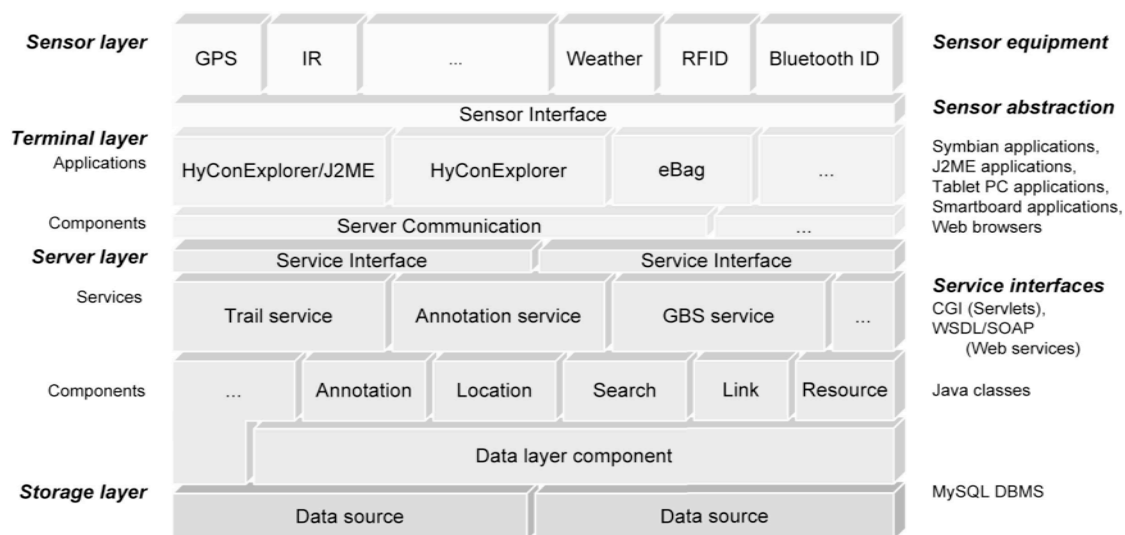 Sensor layer
GPS
IR
...
Weather
RFID
Bluetooth ID
Sensor equipment
Sensor Interface
Sensor abstraction
Terminal layer
Applications
HyConExplorer/J2ME
HyConExplorer
eBag
...
Symbian applications,
J2ME applications,
Tablet PC applications,
Smartboard applications,
Web browsers
Components
Server Communication
...
Server layer
Service Interface
Service Interface
Services
Trail service
Annotation service
GBS service
...
Service interfaces
CGI (Servlets),
WSDL/SOAP
(Web services)
Components
...
Annotation
Location
Search
Link
Resource
Java classes
Data layer component
Storage layer
Data source
Data source
MySQL DBMS